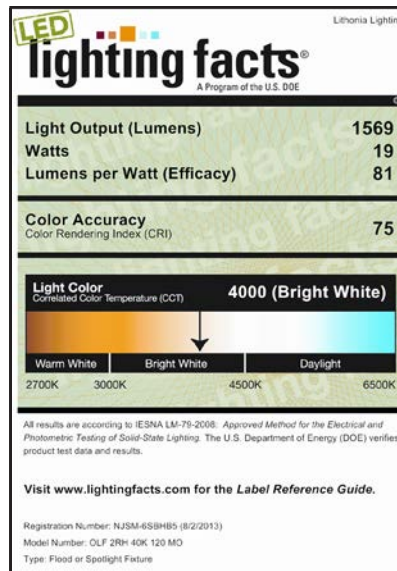 LED
Lithonia Lightin
lighting facts®
A Program of the U.S. DOE
Light Output (Lumens) 1569
Watts 19
Lumens per Watt (Efficacy) 81
Color Accuracy 75
Color Rendering Index (CRI)
Light Color 4000 (Bright White)
Correlated Color Temperature (CCT)
Warm White Bright White Daylight
2700K 3000K 4500K 6500K
All results are according to IESNA LM-79-2008: Approved Method for the Electrical and
Photometric Testing of Solid-State Lighting. The U.S. Department of Energy (DOE) verifies
product test data and results.
Visit www.lightingfacts.com for the Label Reference Guide.
Registration Number: NJSM-6SBHB5 (8/2/2013)
Model Number: OLF 2RH 40K 120 MO
Type: Flood or Spotlight Fixture